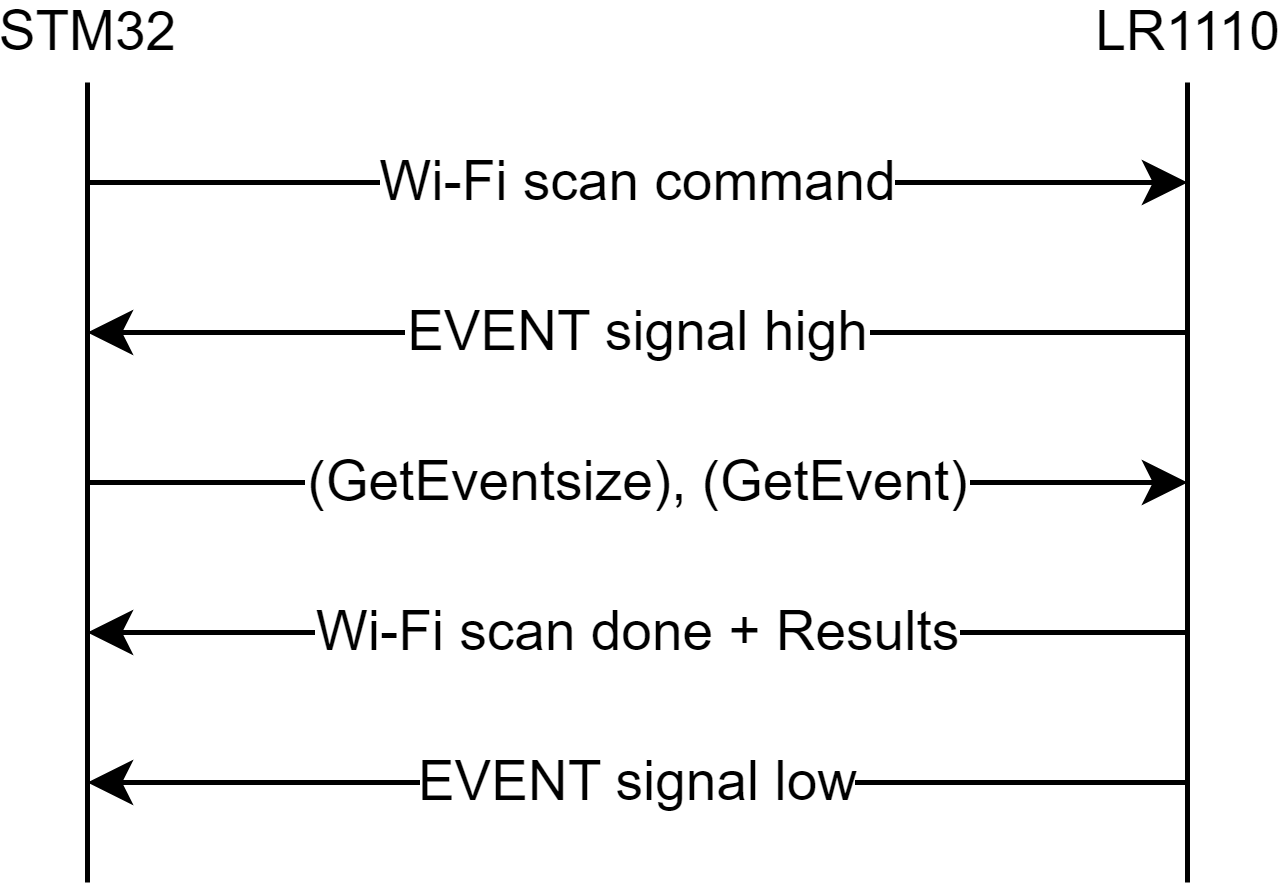 STM32
LR1110
Wi-Fi scan command
EVENT signal high
(GetEventsize), (GetEvent)
Wi-Fi scan done + Results
EVENT signal low